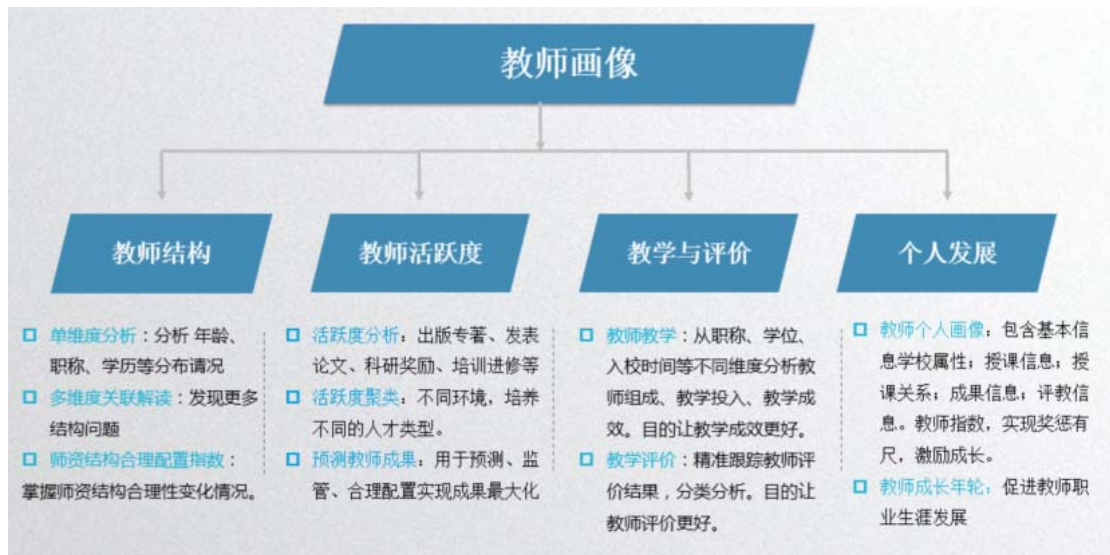 教师画像
教师结构
单维度分析：分析 年龄、
职称、学历等分布情况
多维度关联解读：发现更多
结构问题
师资结构合理配置指数：
掌握师资结构合理性变化情况。
教师活跃度
活跃度分析：出版专著、发表
论文、科研奖励、培训进修等
活跃度聚类：不同环境，培养
不同的人才类型。
预测教师成果：用于预测、监
管、合理配置实现成果最大化
教学与评价
教师教学：从职称、学位、
入校时间等不同维度分析教
师组成、教学投入、教学成
效。目的让教学成效更好。
教学评价：精准跟踪教师评
价结果，分类分析。目的让
教师评价更好。
个人发展
教师个人画像：包含基本信
息学校属性；授课信息；授
课关系；成果信息；评教信
息。教师指数，实现奖惩有
尺，激励成长。
教师成长年轮：促进教师职
业生涯发展